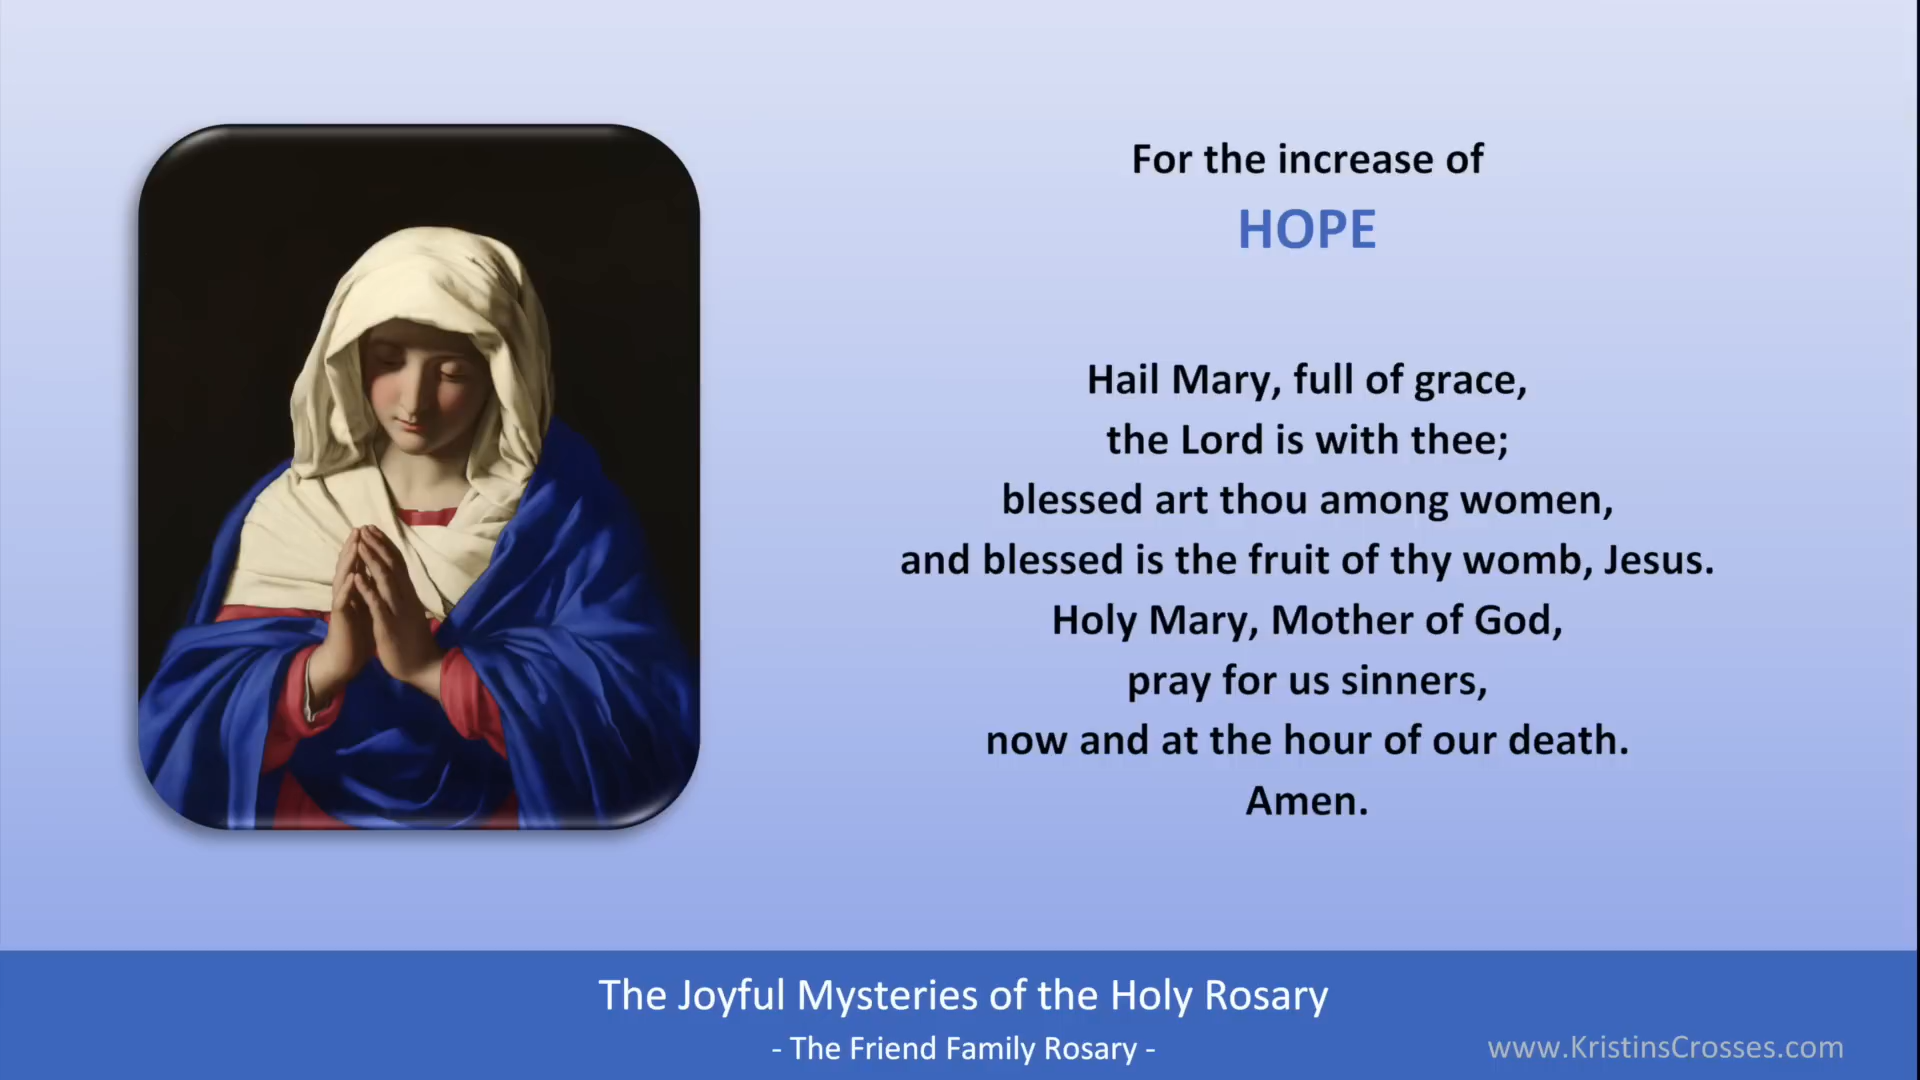 For the increase of
HOPE
Hail Mary, full of grace,
the Lord is with thee;
blessed art thou among women,
and blessed is the fruit of thy womb, Jesus.
Holy Mary, Mother of God,
pray for us sinners,
now and at the hour of our death.
Amen.
The Joyful Mysteries of the Holy Rosary
- The Friend Family Rosary -
www.KristinsCrosses.com